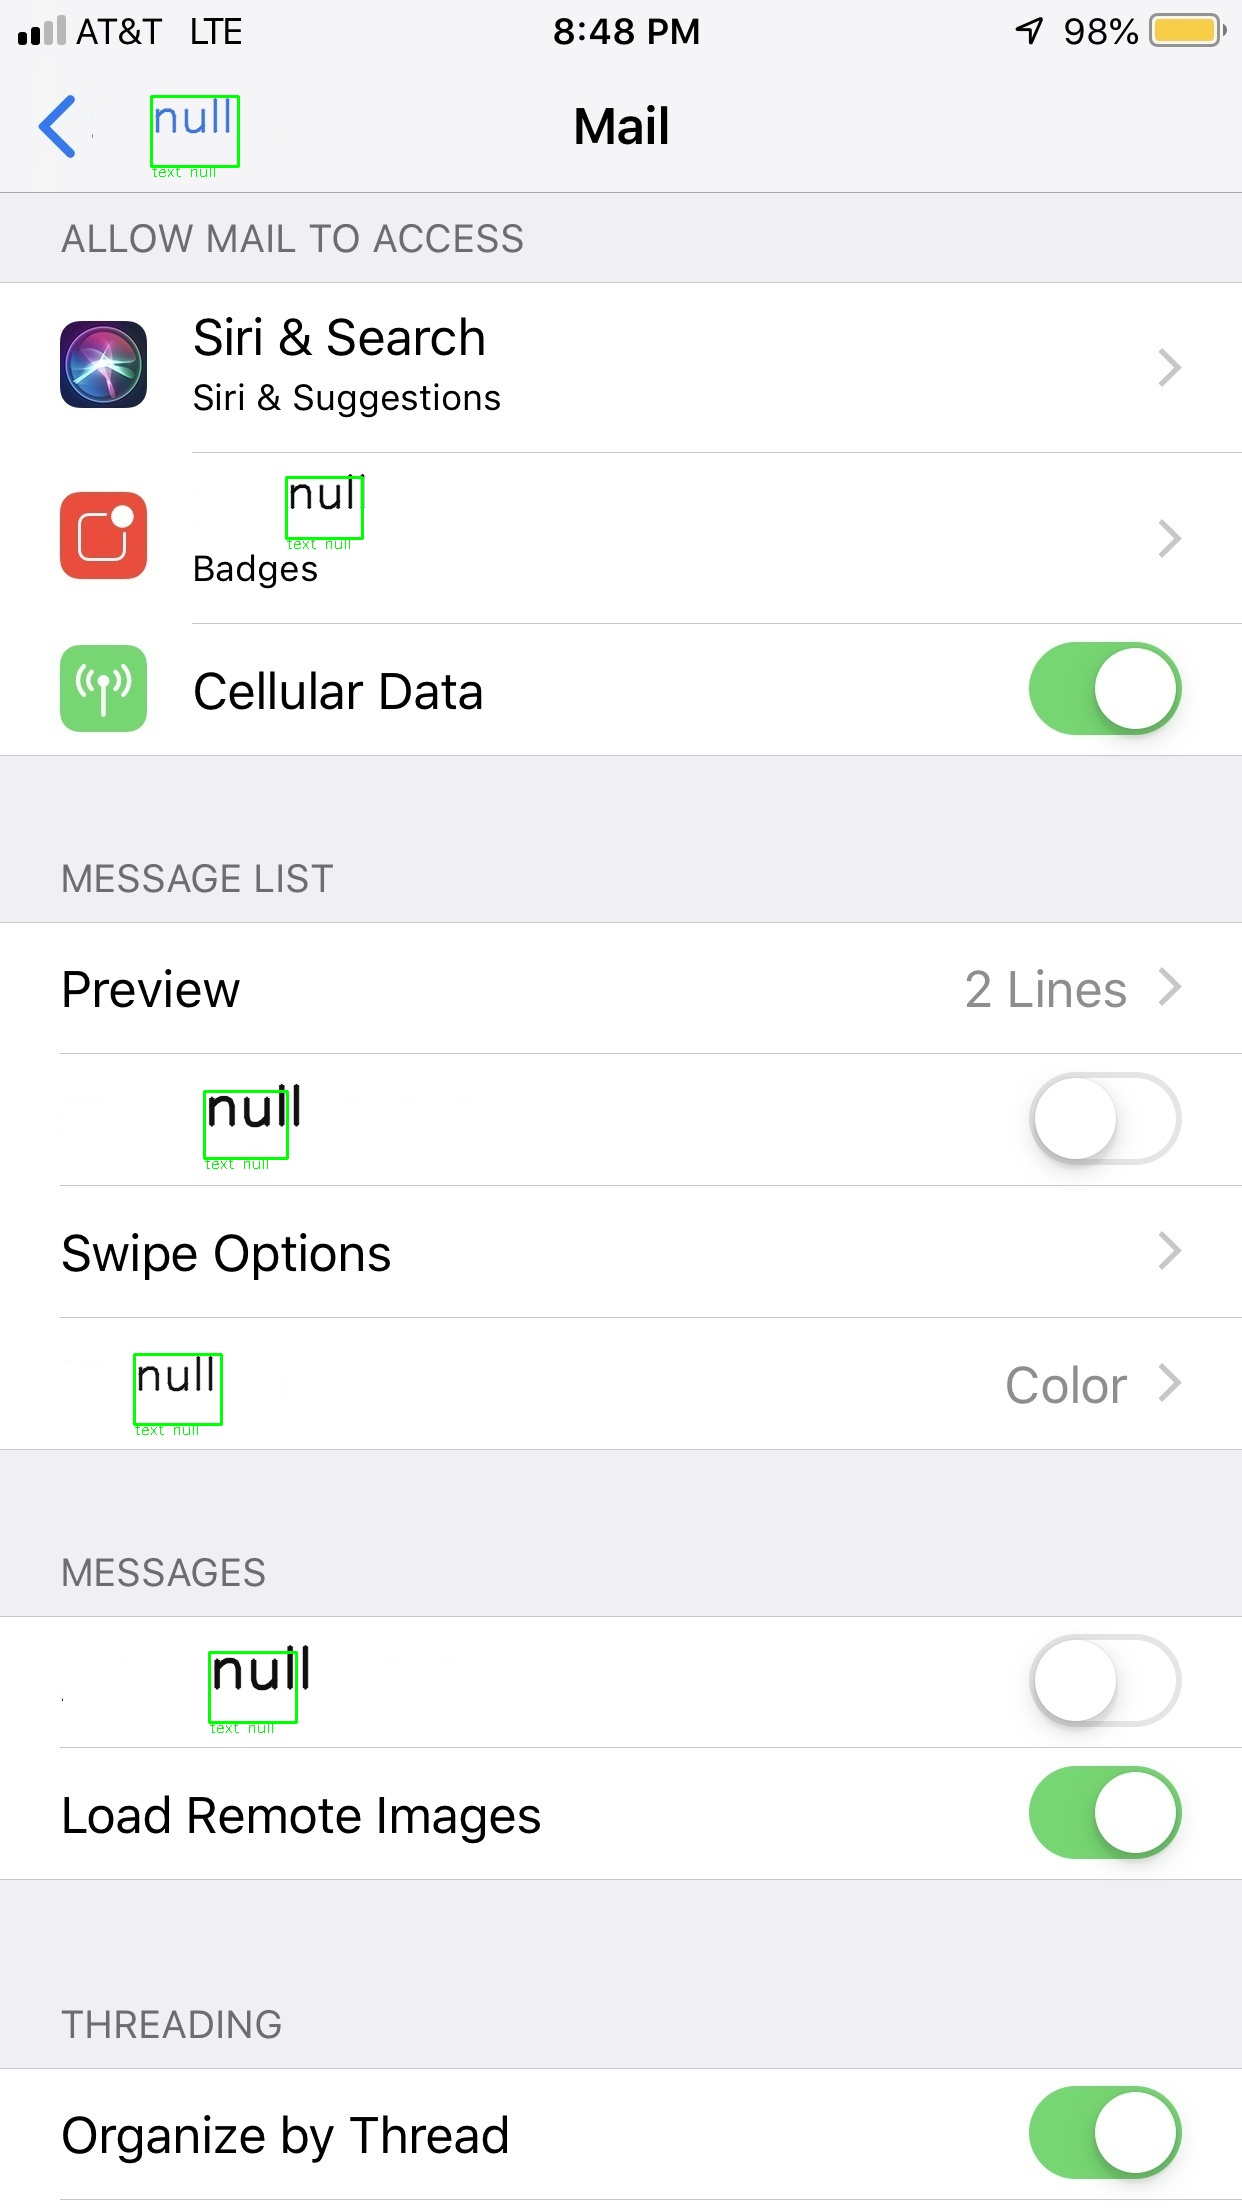 AT&T LTE 8:48 PM 98%
null Mail
text null
ALLOW MAIL TO ACCESS
Siri & Search
Siri & Suggestions
null
text null
Badges
Cellular Data
MESSAGE LIST
Preview 2 Lines
null
text null
Swipe Options
null Color
text null
MESSAGES
null
text null
Load Remote Images
THREADING
Organize by Thread